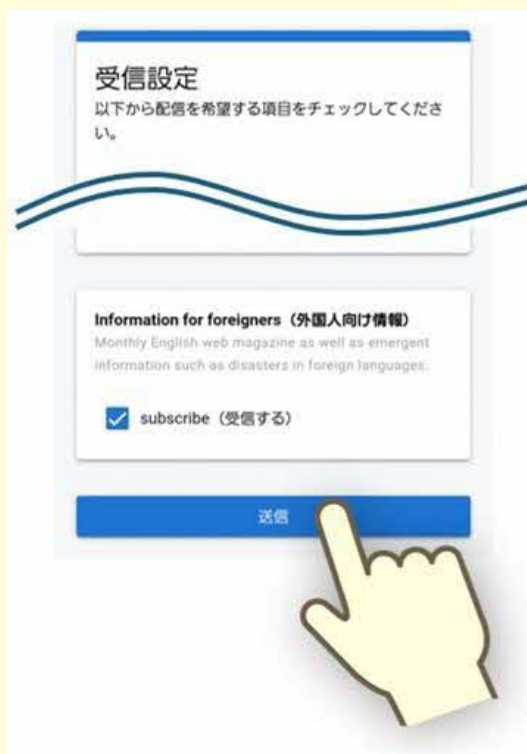 受信設定
以下から配信を希望する項目をチェックしてくださ
い。
Information for foreigners（外国人向け情報）
Monthly English web magazine as well as emergent
information such as disasters in foreign languages.
subscribe（受信する）
送信